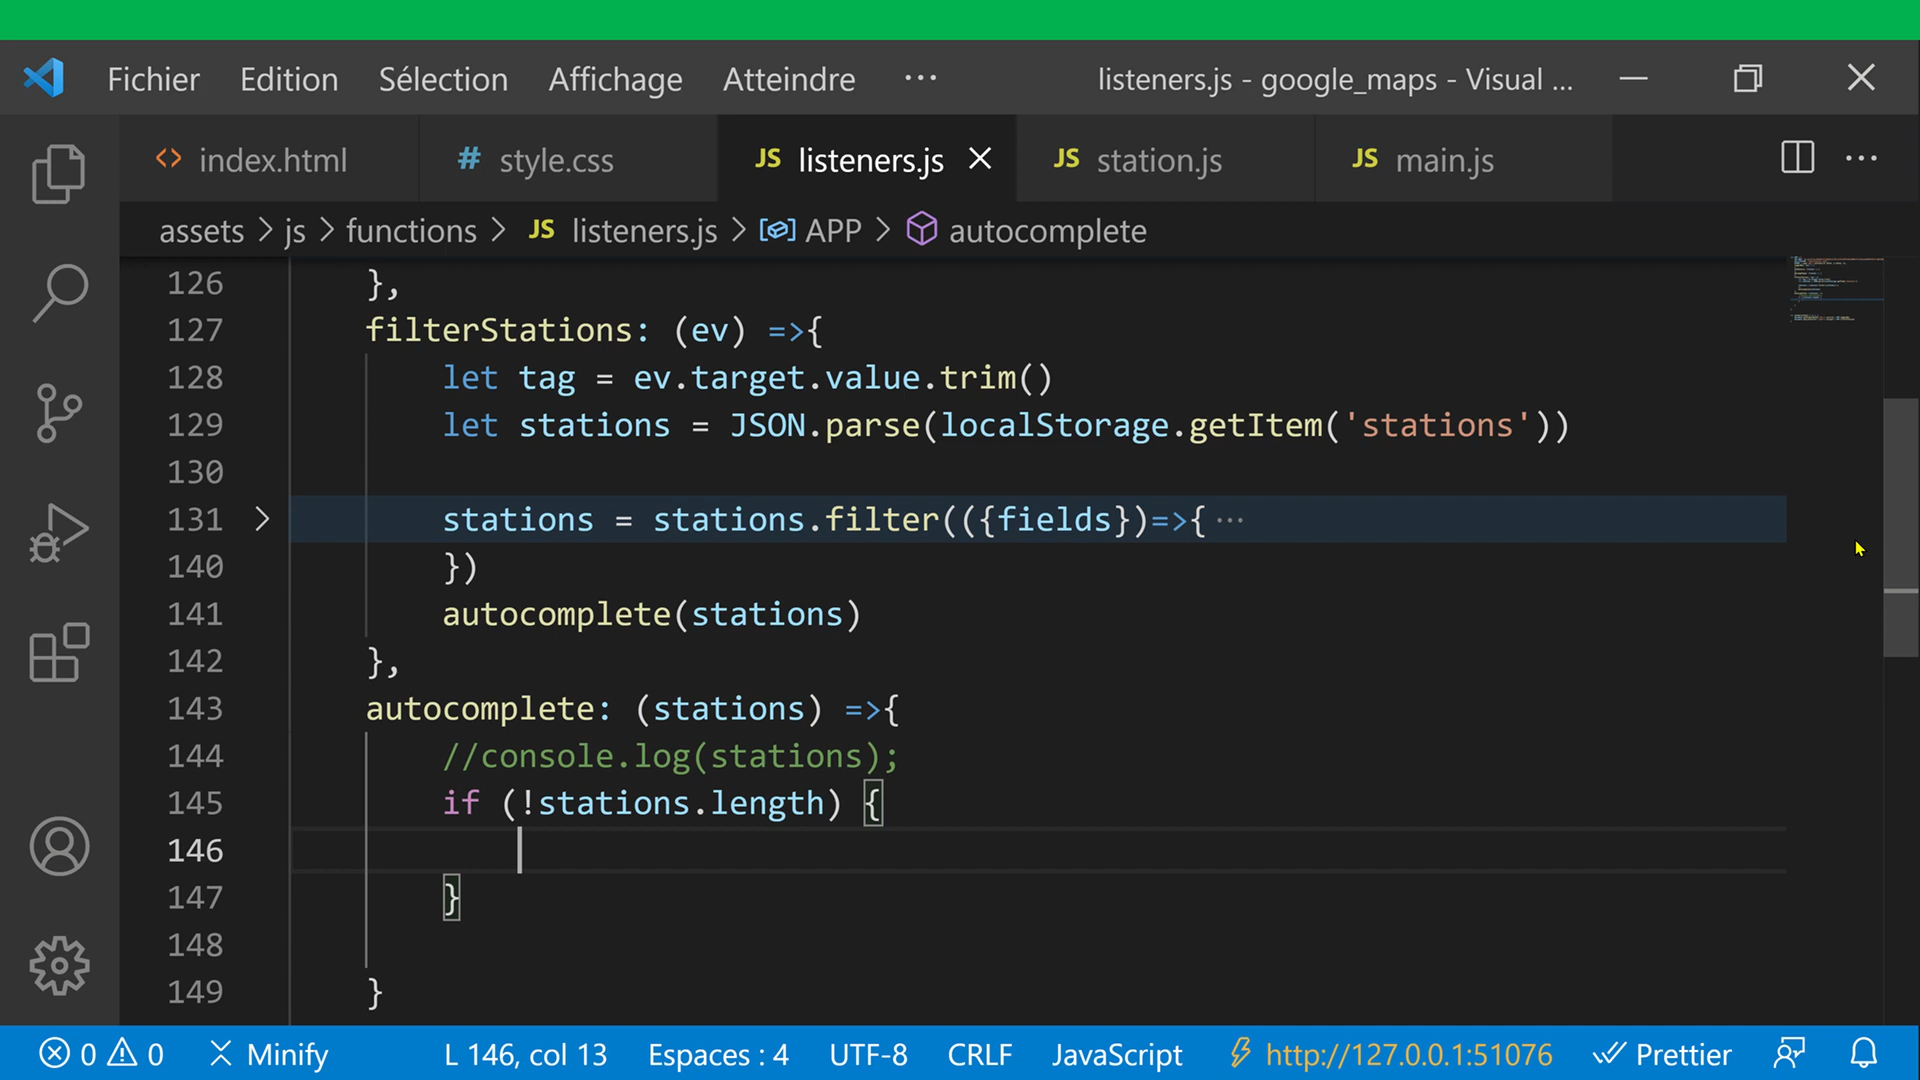 Fichier Edition Sélection Affichage Atteindre ··· listeners.js - google_maps - Visual ...
<> index.html # style.css JS listeners.js JS station.js JS main.js
assets > js > functions > JS listeners.js > APP > autocomplete
126 },
127 filterStations: (ev) =>{
128 let tag = ev.target.value.trim()
129 let stations = JSON.parse(localStorage.getItem('stations'))
130
131 stations = stations.filter(({fields})=>{ ···
140 })
141 autocomplete(stations)
142 },
143 autocomplete: (stations) =>{
144 //console.log(stations);
145 if (!stations.length) {
146
147 }
148
149 }
0 0 Minify L 146, col 13 Espaces : 4 UTF-8 CRLF JavaScript http://127.0.0.1:51076 Prettier